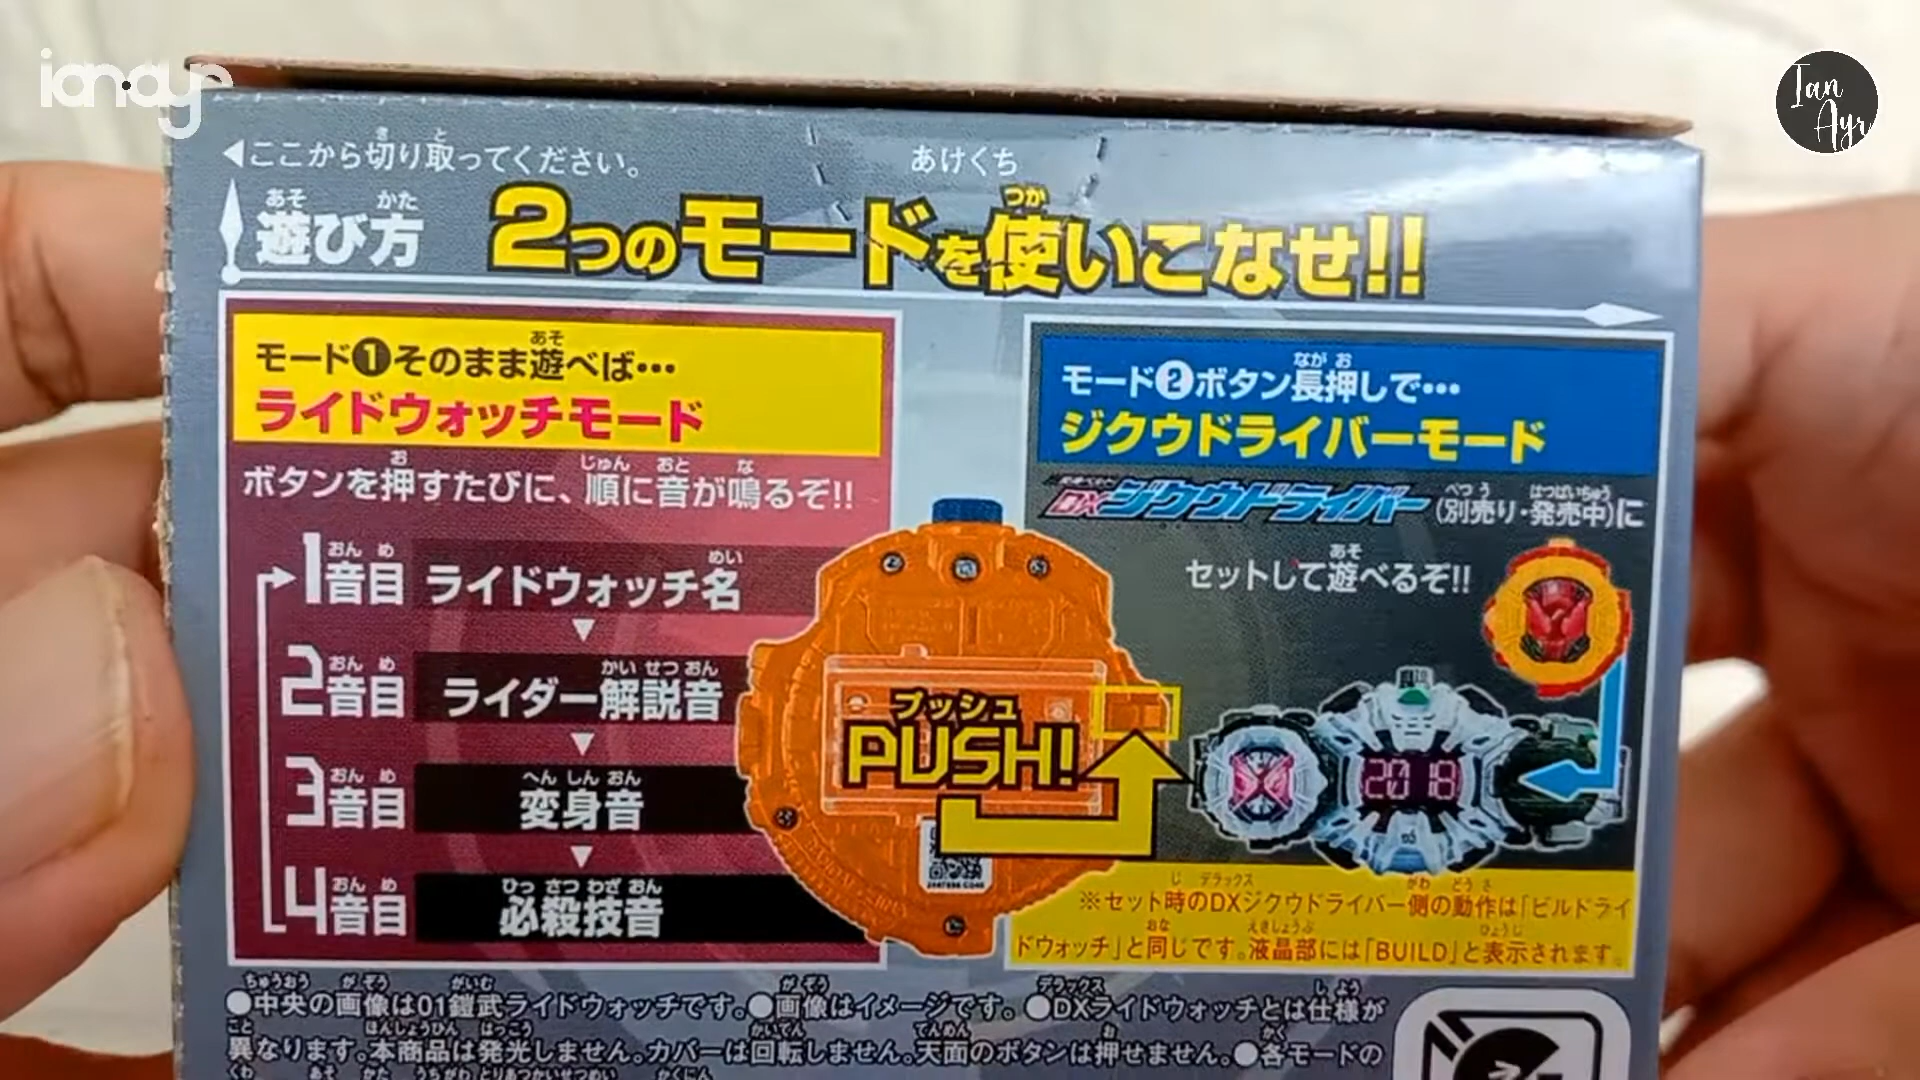 ianayr
Ian
Ayr
◀ここから切り取ってください。
あけくち
遊び方
2つのモードを使いこなせ!!
モード❶そのまま遊べば…
ライドウォッチモード
ボタンを押すたびに、順に音が鳴るぞ!!
1音目 ライドウォッチ名
2音目 ライダー解説音
3音目 変身音
4音目 必殺技音
プッシュ
PUSH!
モード❷ボタン長押しで…
ジクウドライバーモード
DXジクウドライバー(別売り・発売中)に
セットして遊べるぞ!!
2018
※セット時のDXジクウドライバー側の動作は「ビルドライ
ドウォッチ」と同じです。液晶部には「BUILD」と表示されます。
●中央の画像は01鎧武ライドウォッチです。●画像はイメージです。●DXライドウォッチとは仕様が
異なります。本商品は発光しません。カバーは回転しません。天面のボタンは押せません。●各モードの